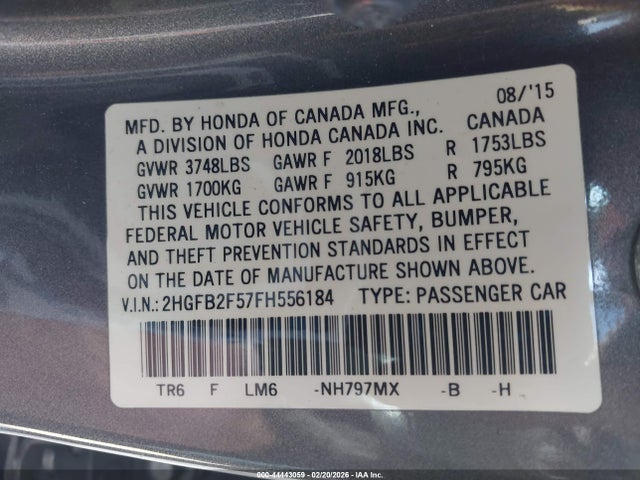 08/'15
MFD. BY HONDA OF CANADA MFG., CANADA
A DIVISION OF HONDA CANADA INC.
GVWR 3748LBS GAWR F 2018LBS R 1753LBS
GVWR 1700KG GAWR F 915KG R 795KG
THIS VEHICLE CONFORMS TO ALL APPLICABLE
FEDERAL MOTOR VEHICLE SAFETY, BUMPER,
AND THEFT PREVENTION STANDARDS IN EFFECT
ON THE DATE OF MANUFACTURE SHOWN ABOVE.
V.I.N.: 2HGFB2F57FH556184 TYPE: PASSENGER CAR
TR6 F LM6 -NH797MX -B -H
000-44443059 - 02/20/2026 - IAA Inc.